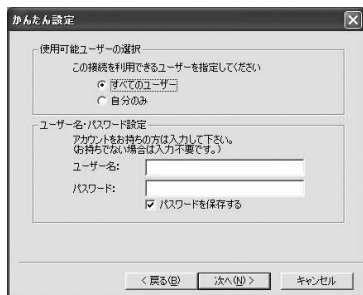 かんたん設定
使用可能ユーザーの選択
この接続を利用できるユーザーを指定してください
すべてのユーザー
自分のみ
ユーザー名・パスワード設定
アカウントをお持ちの方は入力して下さい。
(お持ちでない場合は入力不要です。)
ユーザー名:
パスワード:
パスワードを保存する
< 戻る(B)
次へ(N) >
キャンセル